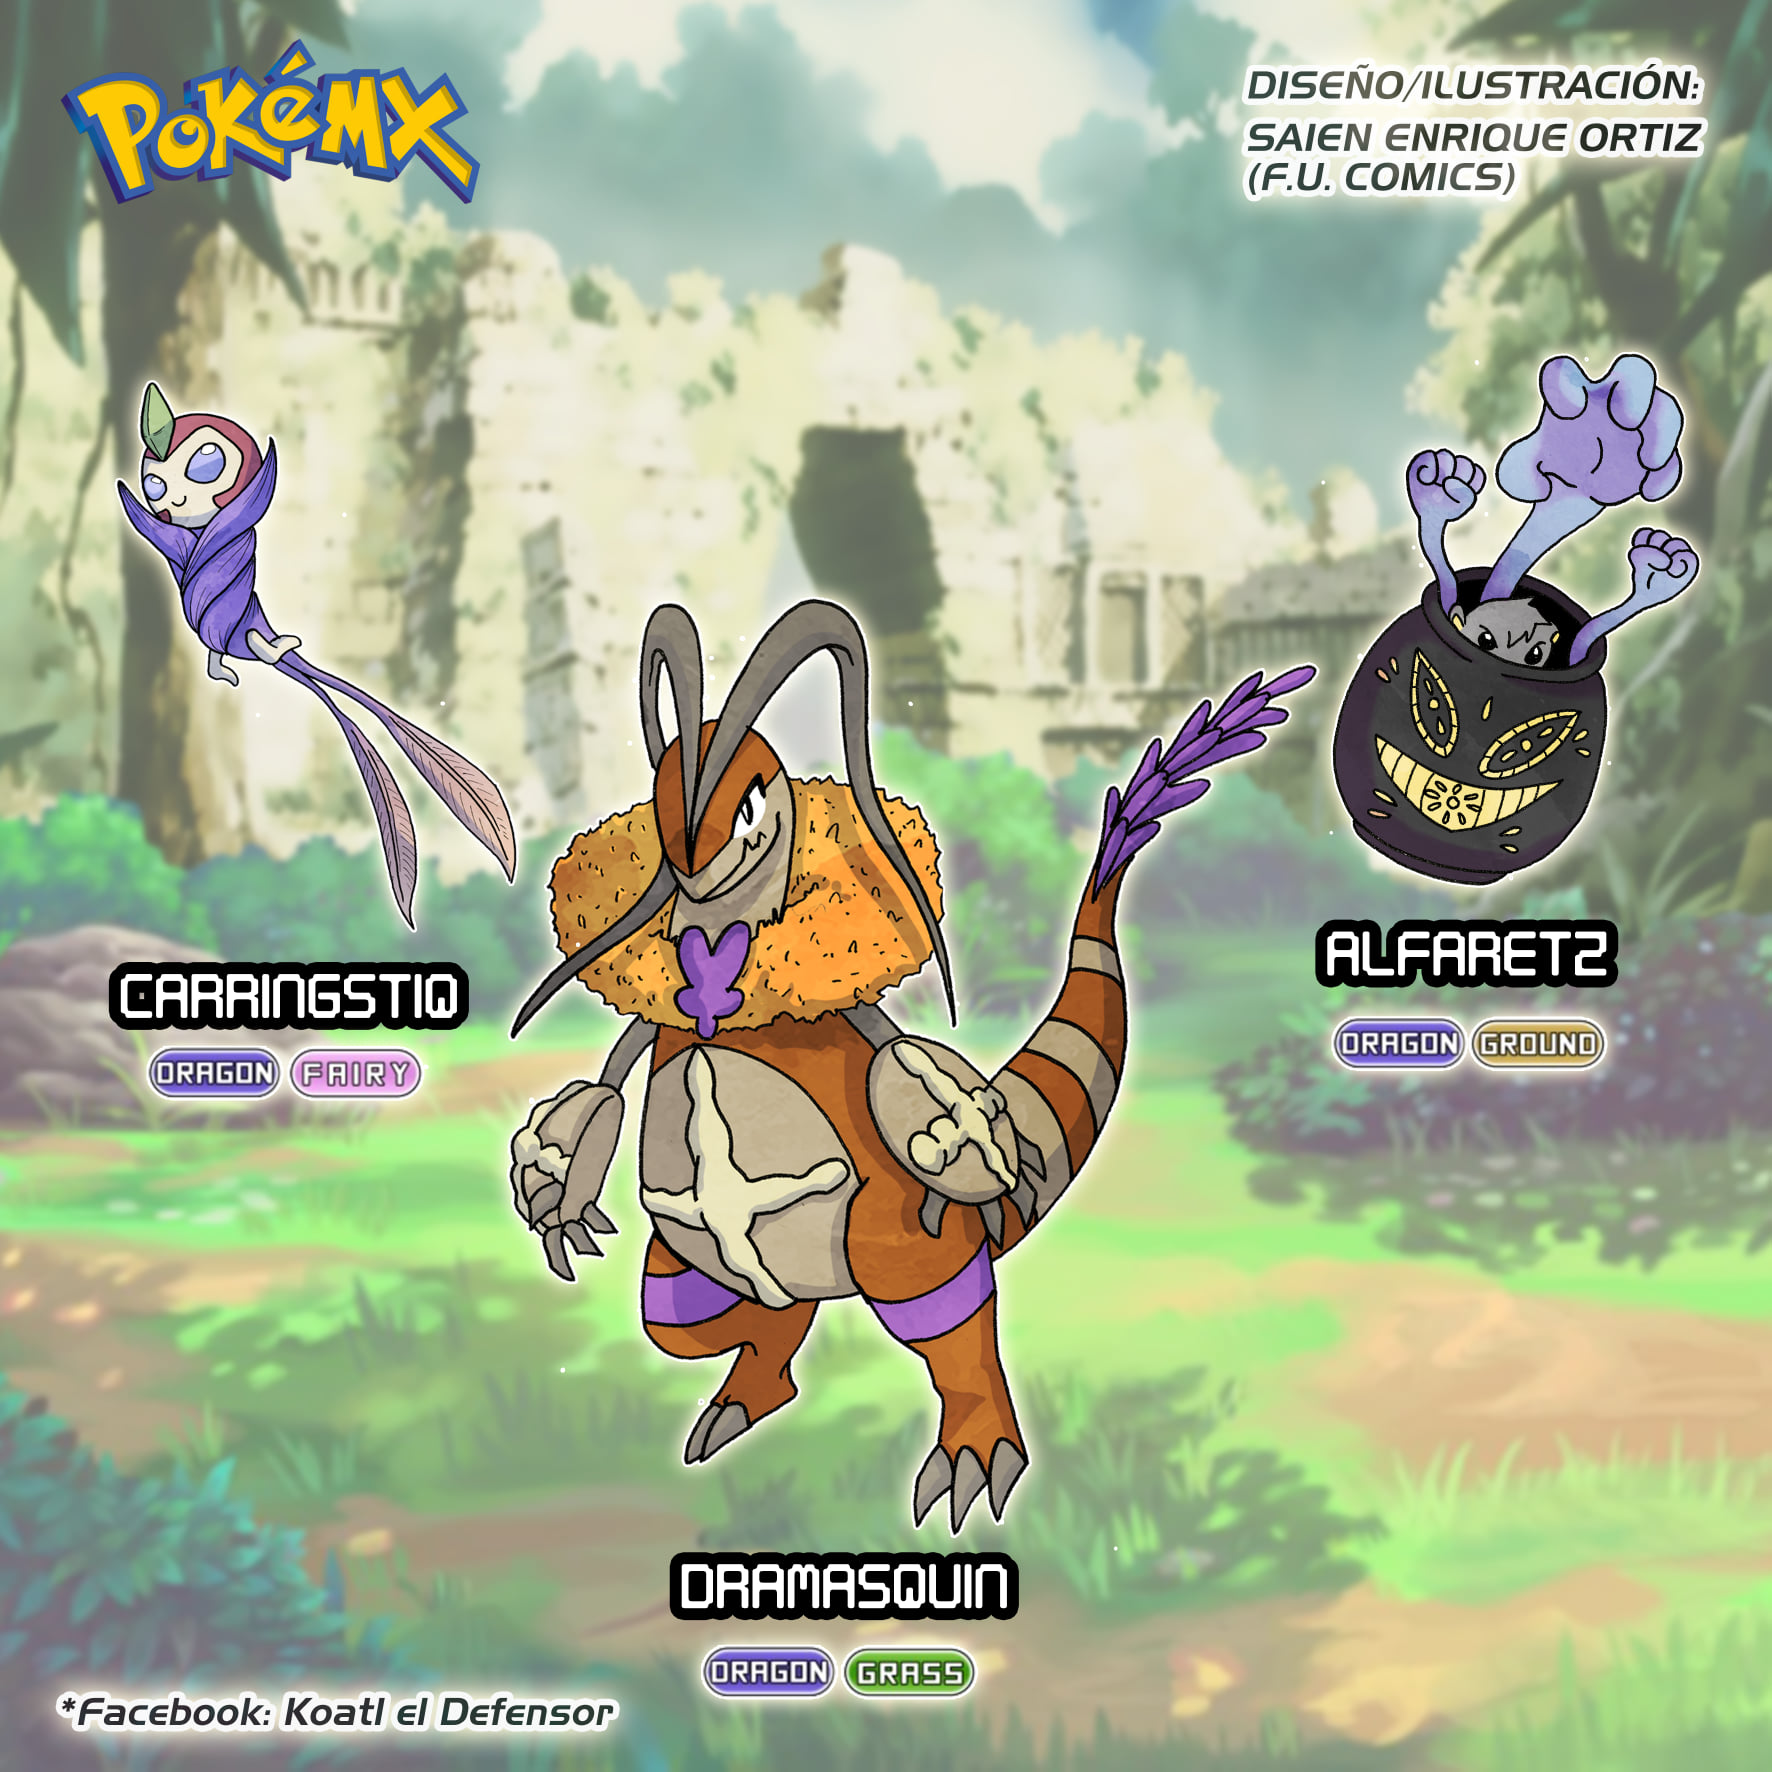 POKéMX
DISEÑO/ILUSTRACIÓN:
SAIEN ENRIQUE ORTIZ
(F.U. COMICS)
CARRINGSTIQ
DRAGON FAIRY
ALFARETZ
DRAGON GROUND
DRAMASQUIN
DRAGON GRASS
*Facebook: Koatl el Defensor